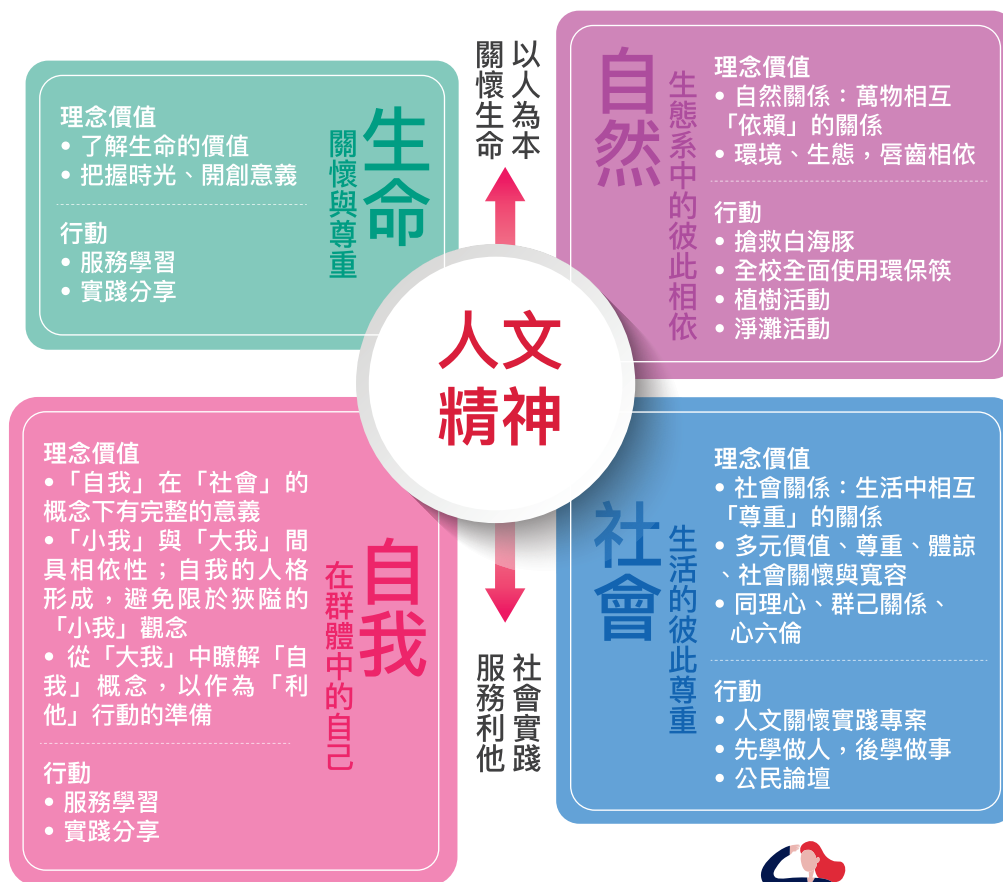 以人為本
關懷生命
生命
關懷與尊重
理念價值
• 了解生命的價值
• 把握時光、開創意義
行動
• 服務學習
• 實踐分享
自然
生態系中的彼此相依
理念價值
• 自然關係：萬物相互
「依賴」的關係
• 環境、生態，唇齒相依
行動
• 搶救白海豚
• 全校全面使用環保筷
• 植樹活動
• 淨灘活動
人文
精神
自我
在群體中的自己
理念價值
•「自我」在「社會」的
概念下有完整的意義
•「小我」與「大我」間
具相依性；自我的人格
形成，避免限於狹隘的
「小我」觀念
• 從「大我」中瞭解「自
我」概念，以作為「利
他」行動的準備
行動
• 服務學習
• 實踐分享
社會
生活的彼此尊重
理念價值
• 社會關係：生活中相互
「尊重」的關係
• 多元價值、尊重、體諒
、社會關懷與寬容
• 同理心、群己關係、
心六倫
行動
• 人文關懷實踐專案
• 先學做人，後學做事
• 公民論壇
社會實踐
服務利他